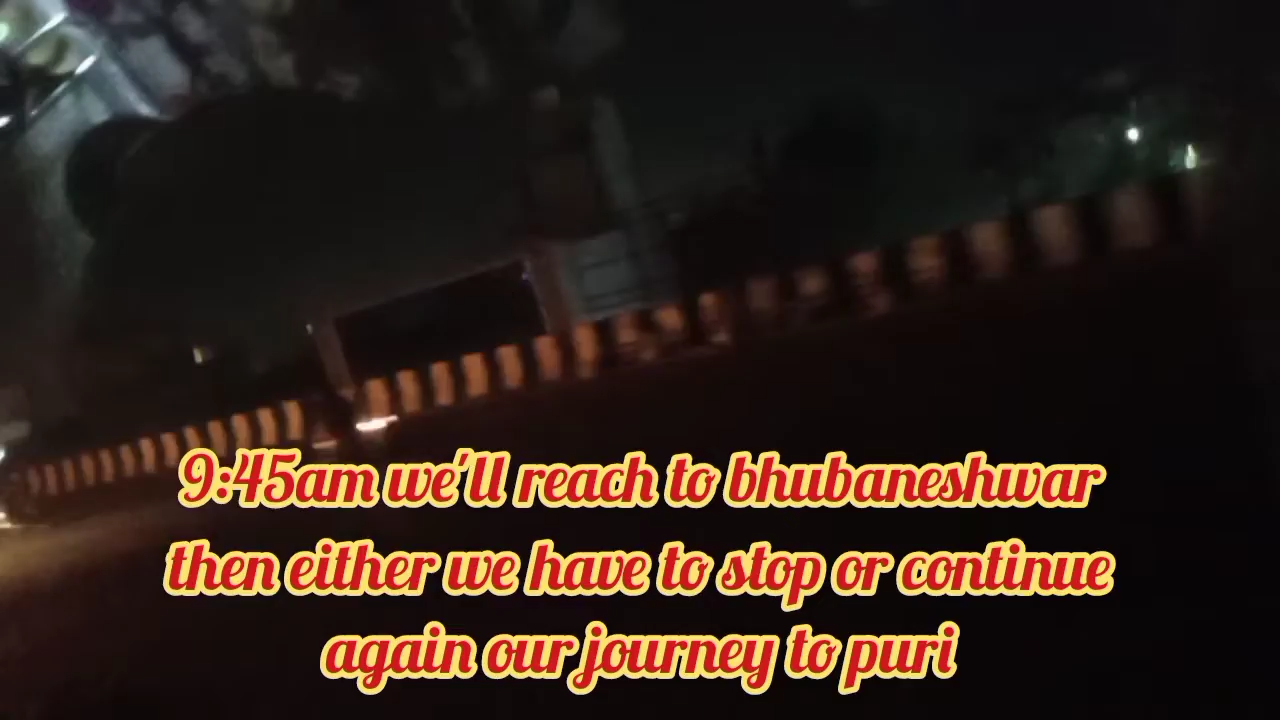 9:45am we'll reach to bhubaneshwar
then either we have to stop or continue
again our journey to puri